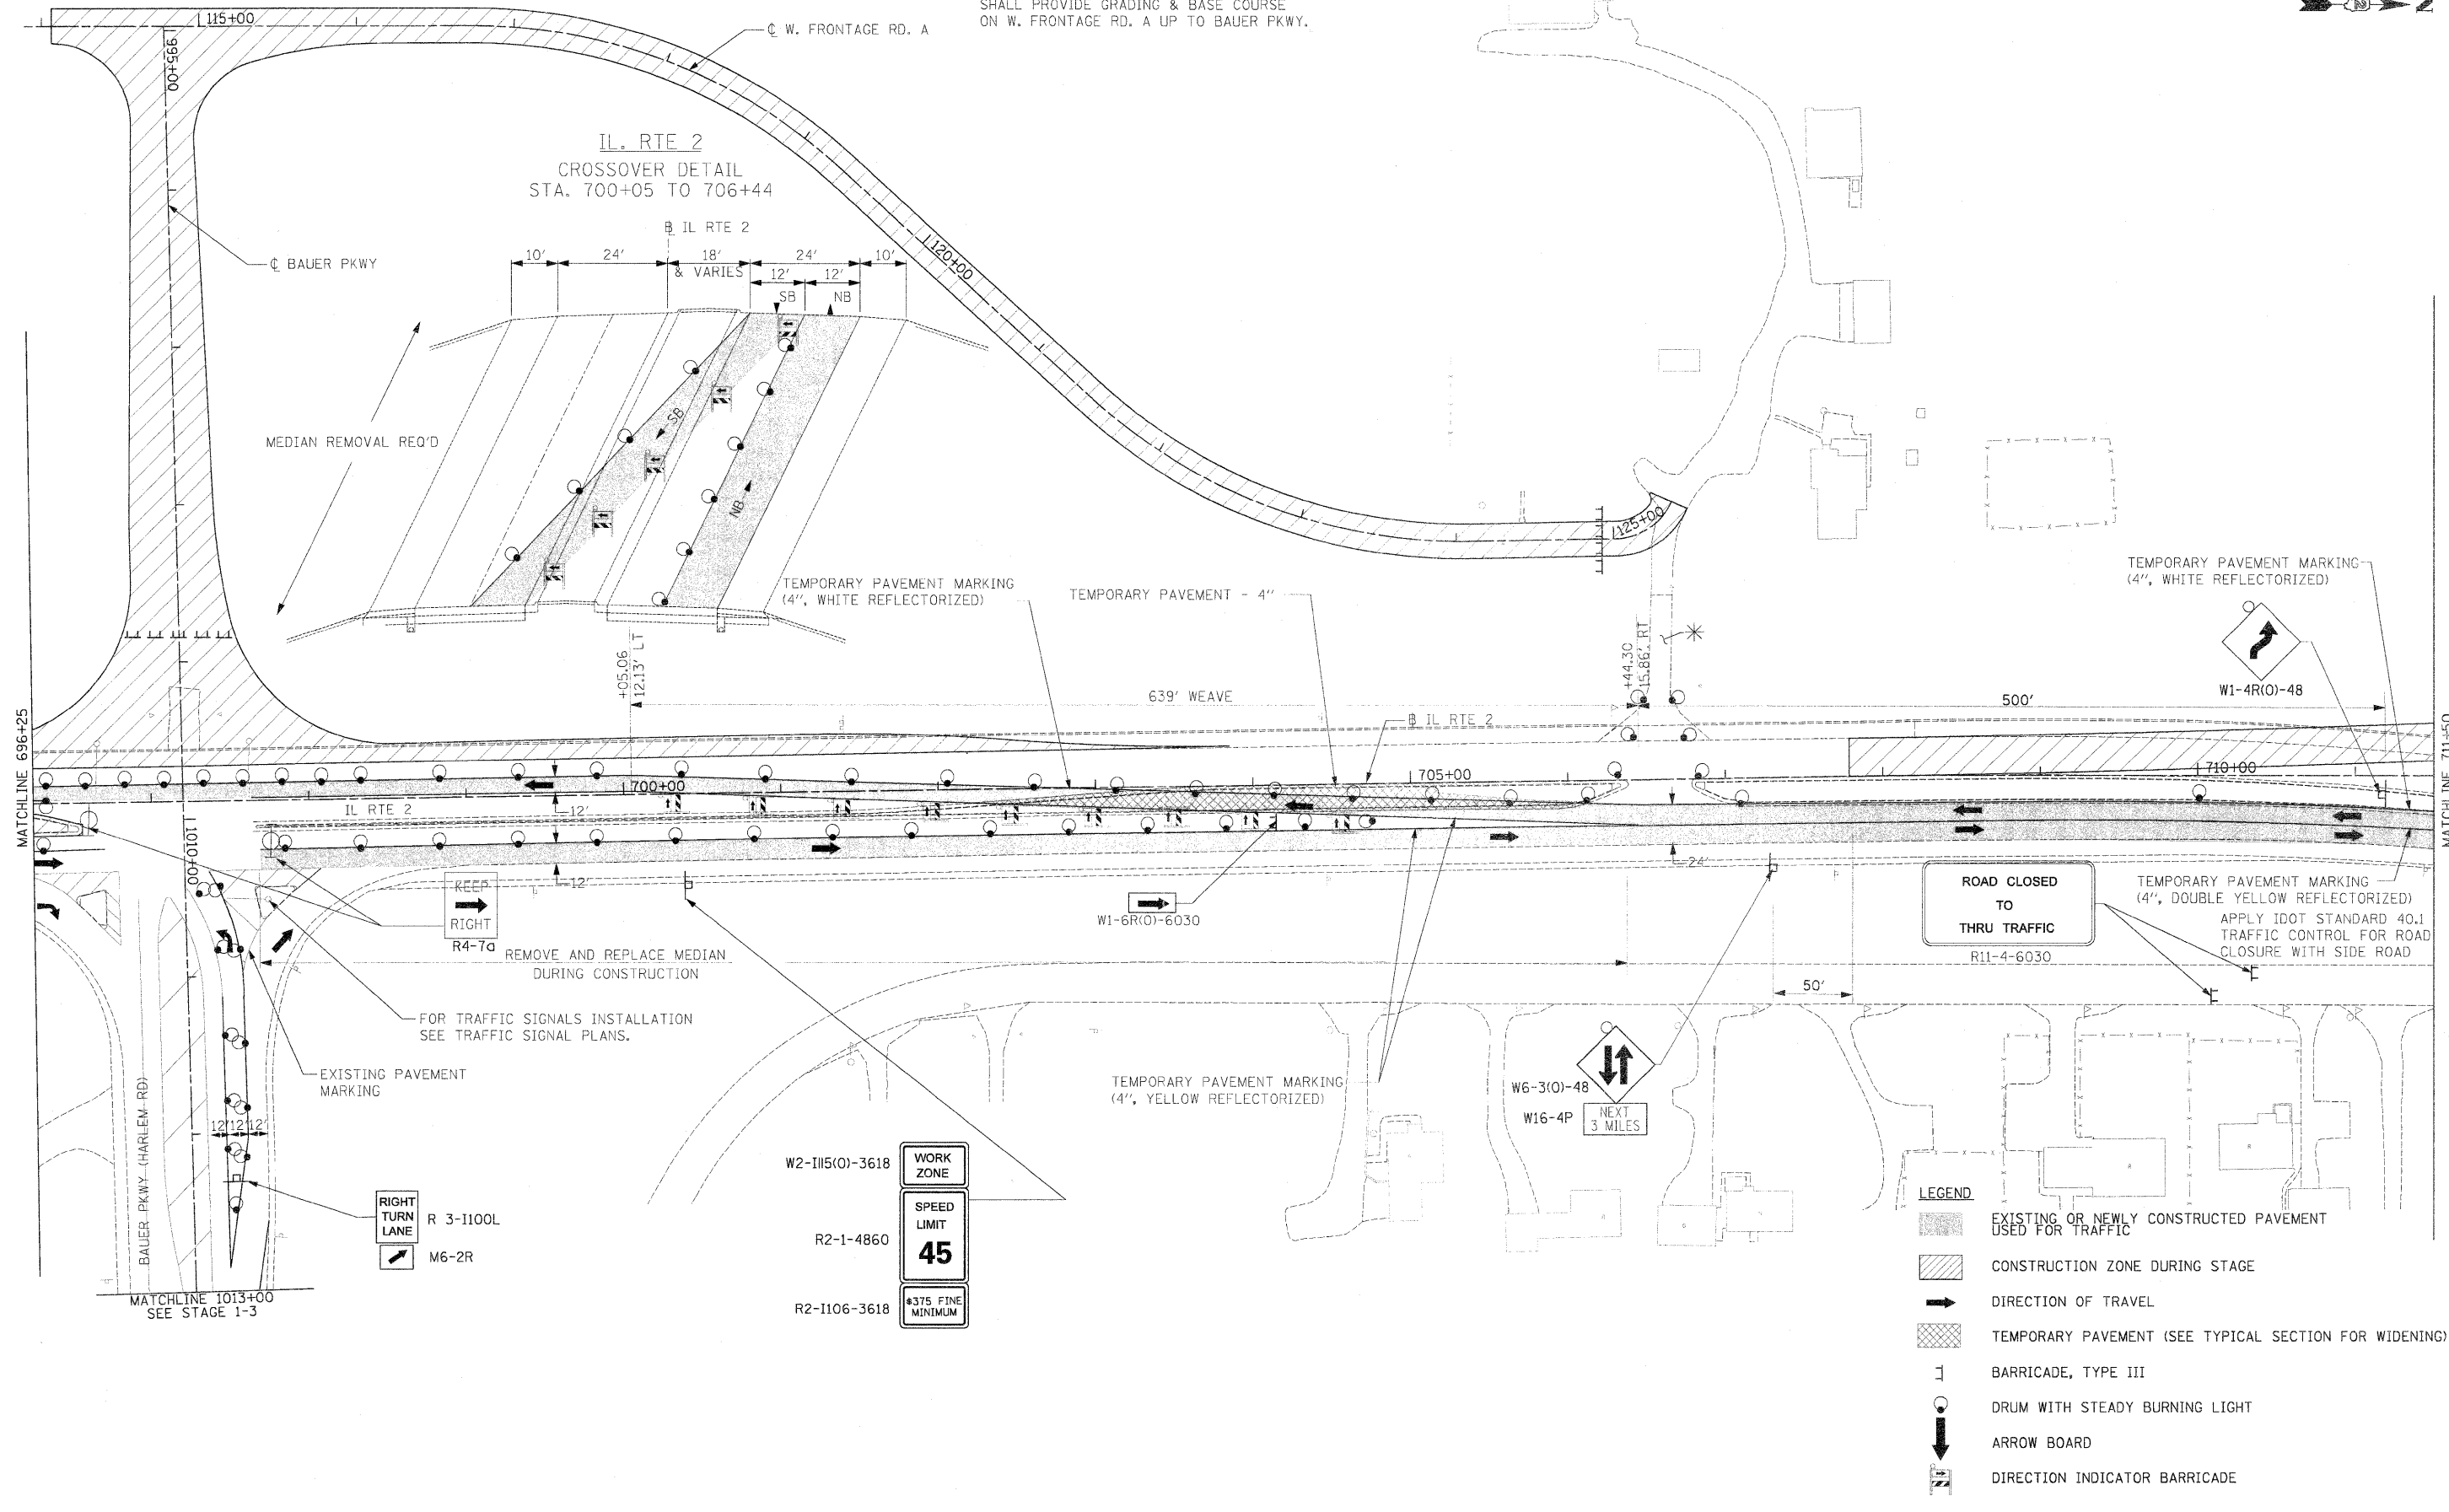 SHALL PROVIDE GRADING & BASE COURSE
ON W. FRONTAGE RD. A UP TO BAUER PKWY.
115+00
995+00
℄ W. FRONTAGE RD. A
IL. RTE 2
CROSSOVER DETAIL
STA. 700+05 TO 706+44
B IL RTE 2
10' 24' 18' 24' 10'
& VARIES
12' 12'
SB NB
℄ BAUER PKWY
120+00
MEDIAN REMOVAL REQ'D
SB
NB
125+00
TEMPORARY PAVEMENT MARKING
(4", WHITE REFLECTORIZED)
TEMPORARY PAVEMENT - 4"
TEMPORARY PAVEMENT MARKING
(4", WHITE REFLECTORIZED)
+05.06
12.13' LT
+44.30
15.86' RT
W1-4R(O)-48
639' WEAVE
500'
MATCHLINE 696+25
B IL RTE 2
MATCHLINE 711+50
700+00
705+00
710+00
IL RTE 2
12'
12'
24'
1010+00
KEEP
RIGHT
R4-7a
W1-6R(O)-6030
ROAD CLOSED
TO
THRU TRAFFIC
R11-4-6030
TEMPORARY PAVEMENT MARKING
(4", DOUBLE YELLOW REFLECTORIZED)
APPLY IDOT STANDARD 40.1
TRAFFIC CONTROL FOR ROAD
CLOSURE WITH SIDE ROAD
REMOVE AND REPLACE MEDIAN
DURING CONSTRUCTION
50'
FOR TRAFFIC SIGNALS INSTALLATION
SEE TRAFFIC SIGNAL PLANS.
EXISTING PAVEMENT
MARKING
TEMPORARY PAVEMENT MARKING
(4", YELLOW REFLECTORIZED)
W6-3(O)-48
W16-4P
NEXT
3 MILES
12' 12' 12'
BAUER PKWY (HARLEM RD)
RIGHT
TURN
LANE
R 3-I100L
M6-2R
W2-I115(O)-3618
WORK
ZONE
R2-1-4860
SPEED
LIMIT
45
R2-I106-3618
$375 FINE
MINIMUM
MATCHLINE 1013+00
SEE STAGE 1-3
LEGEND
EXISTING OR NEWLY CONSTRUCTED PAVEMENT
USED FOR TRAFFIC
CONSTRUCTION ZONE DURING STAGE
DIRECTION OF TRAVEL
TEMPORARY PAVEMENT (SEE TYPICAL SECTION FOR WIDENING)
BARRICADE, TYPE III
DRUM WITH STEADY BURNING LIGHT
ARROW BOARD
DIRECTION INDICATOR BARRICADE